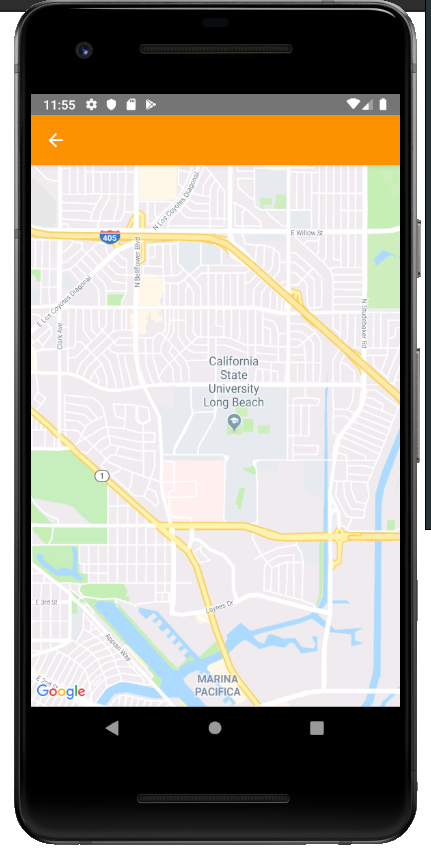 11:55
N Los Coyotes Diagonal
E Willow St
405
N Bellflower Blvd
E Los Coyotes Diagonal
Clark Ave
N Studebaker Rd
California
State
University
Long Beach
1
E 3rd St
Loynes Dr
Appian Way
MARINA
PACIFICA
Google